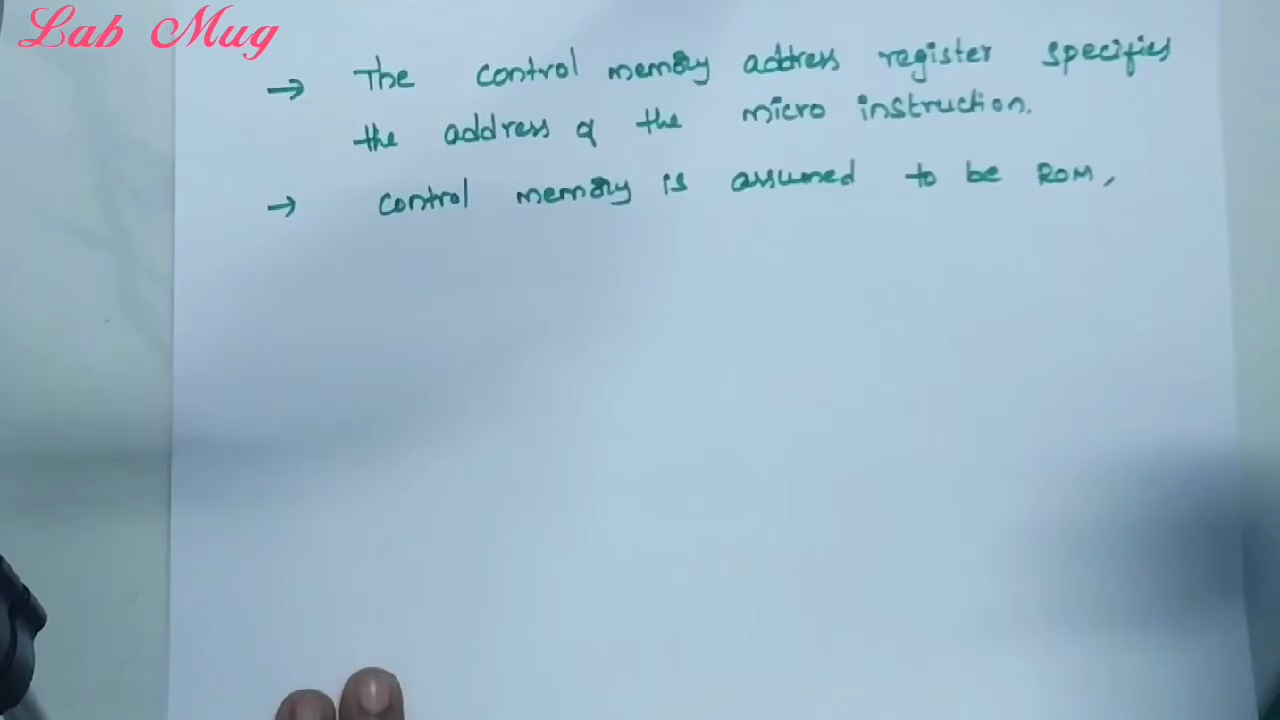 Lab Mug
→ The control memory address register specifies
the address of the micro instruction.
→ control memory is assumed to be ROM,